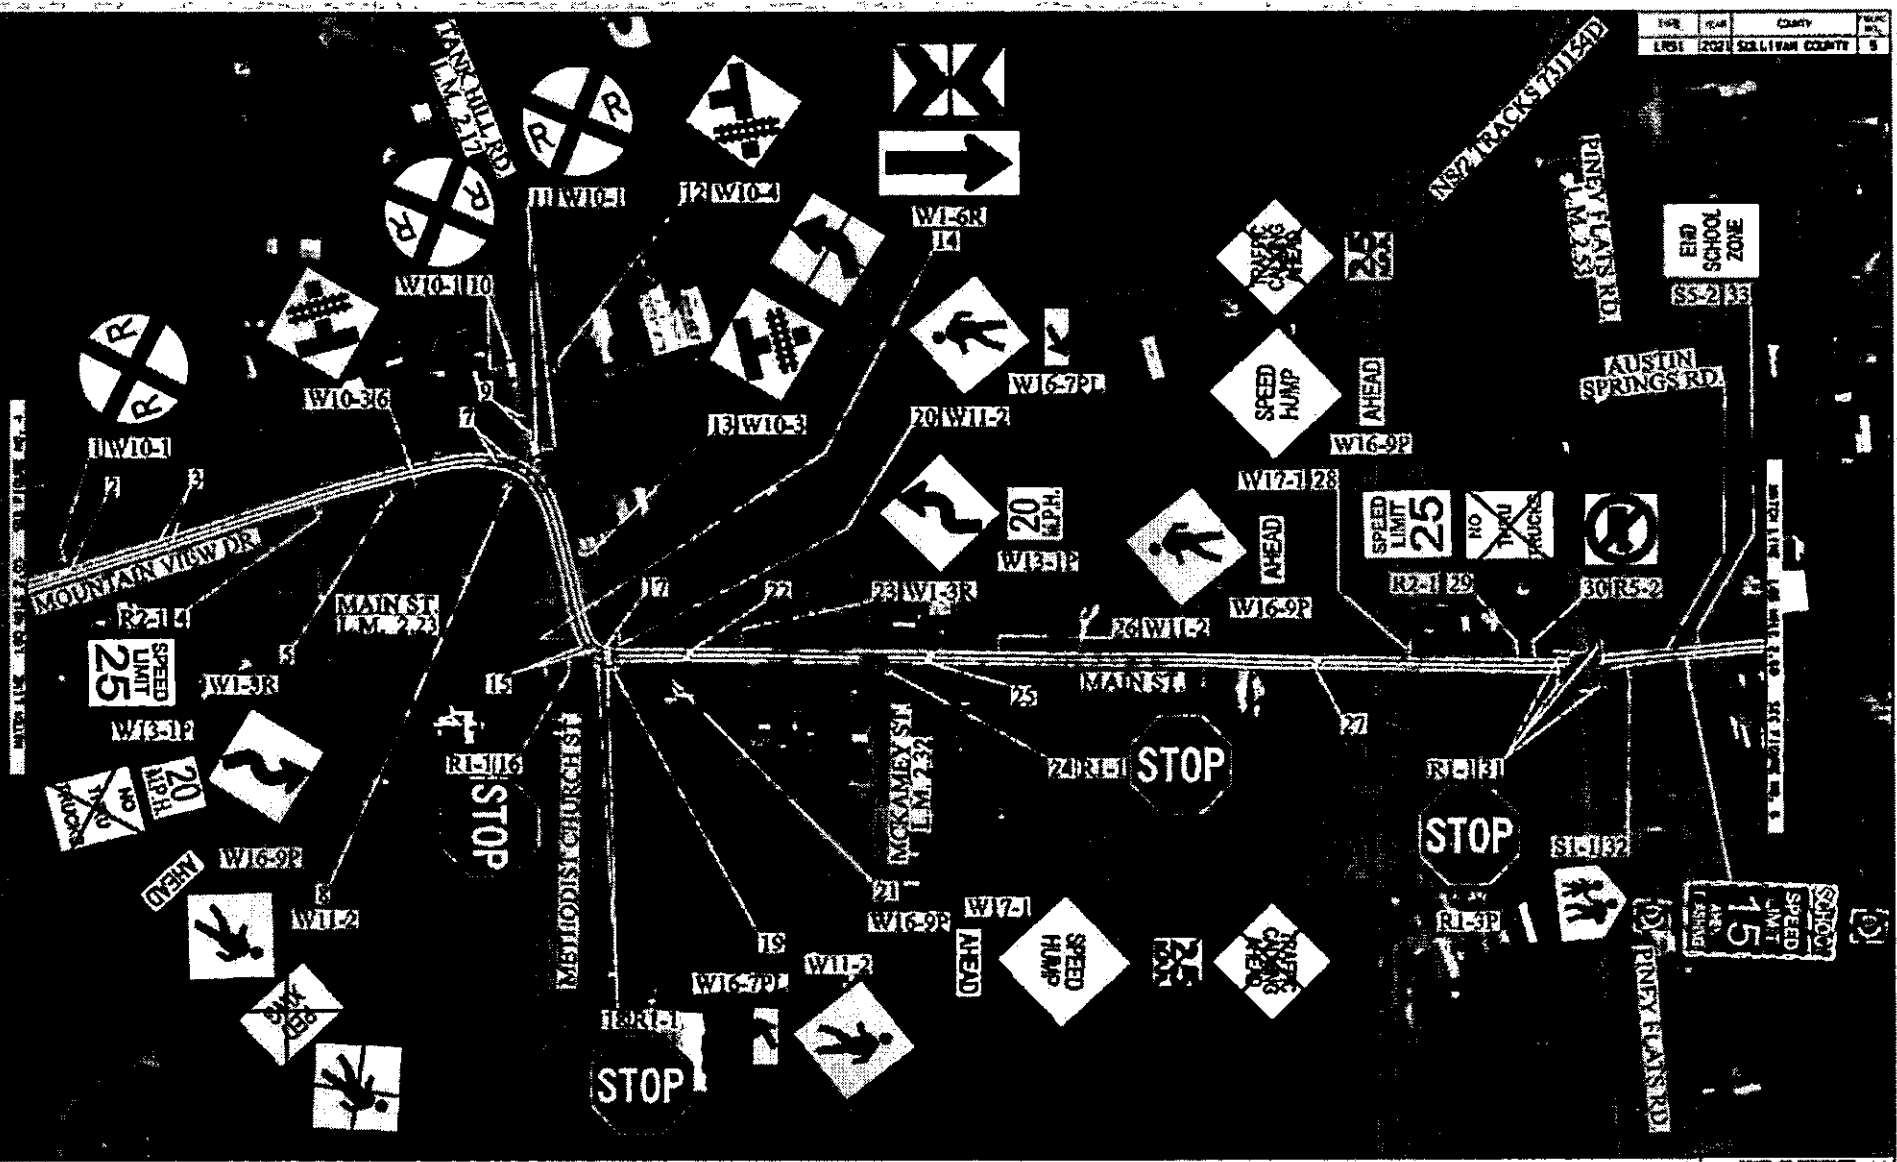 TYPE YEAR COUNTY
LRSI 2021 SULLIVAN COUNTY 5
TANK HILL RD.
L.M. 2.17
R R
11 W10-1
12 W10-4
W1-6R
14
NS/2 TRACKS 731154D
PINEY FLATS RD.
L.M. 2.53
END
SCHOOL
ZONE
S5-2 33
R R
W10-1 10
TRAFFIC
CALMING
AHEAD
25
M.P.H.
R R
1 W10-1
W10-3 6
9
7
13 W10-3
20 W11-2
W16-7PL
SPEED
HUMP
AHEAD
W16-9P
W17-1 28
AUSTIN
SPRINGS RD.
2
3
20
M.P.H.
W13-1P
23 W1-3R
AHEAD
W16-9P
26 W11-2
SPEED
LIMIT
25
R2-1 29
NO
THRU
TRUCKS
30 R5-2
MOUNTAIN VIEW DR.
R2-1 4
SPEED
LIMIT
25
MAIN ST.
L.M. 2.23
5
W1-3R
W13-1P
20
M.P.H.
NO
THRU
TRUCKS
17
22
15
R1-1 16
STOP
METHODIST CHURCH ST.
MCKAMEY ST.
L.M. 2.32
25
MAIN ST.
27
24 R1-1
STOP
R1-1 31
STOP
R1-3P
S1-1 32
W16-9P
AHEAD
8
W11-2
PED
XING
18 R1-1
STOP
19
W16-7PL
W11-2
21
W16-9P
AHEAD
W17-1
SPEED
HUMP
TRAFFIC
CALMING
AHEAD
PINEY FLATS RD.
SCHOOL
SPEED
LIMIT
15
WHEN
FLASHING